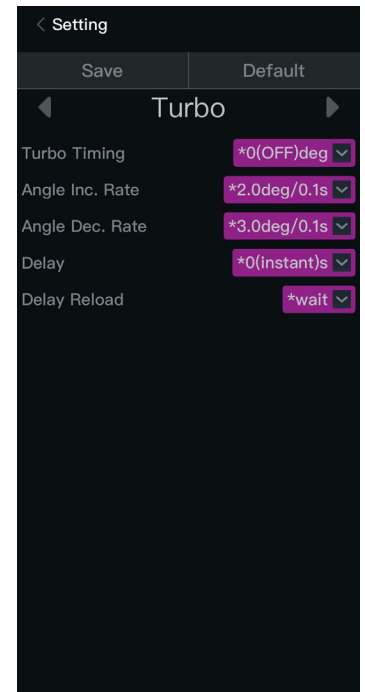 Setting
Save Default
Turbo
Turbo Timing *0(OFF)deg
Angle Inc. Rate *2.0deg/0.1s
Angle Dec. Rate *3.0deg/0.1s
Delay *0(instant)s
Delay Reload *wait